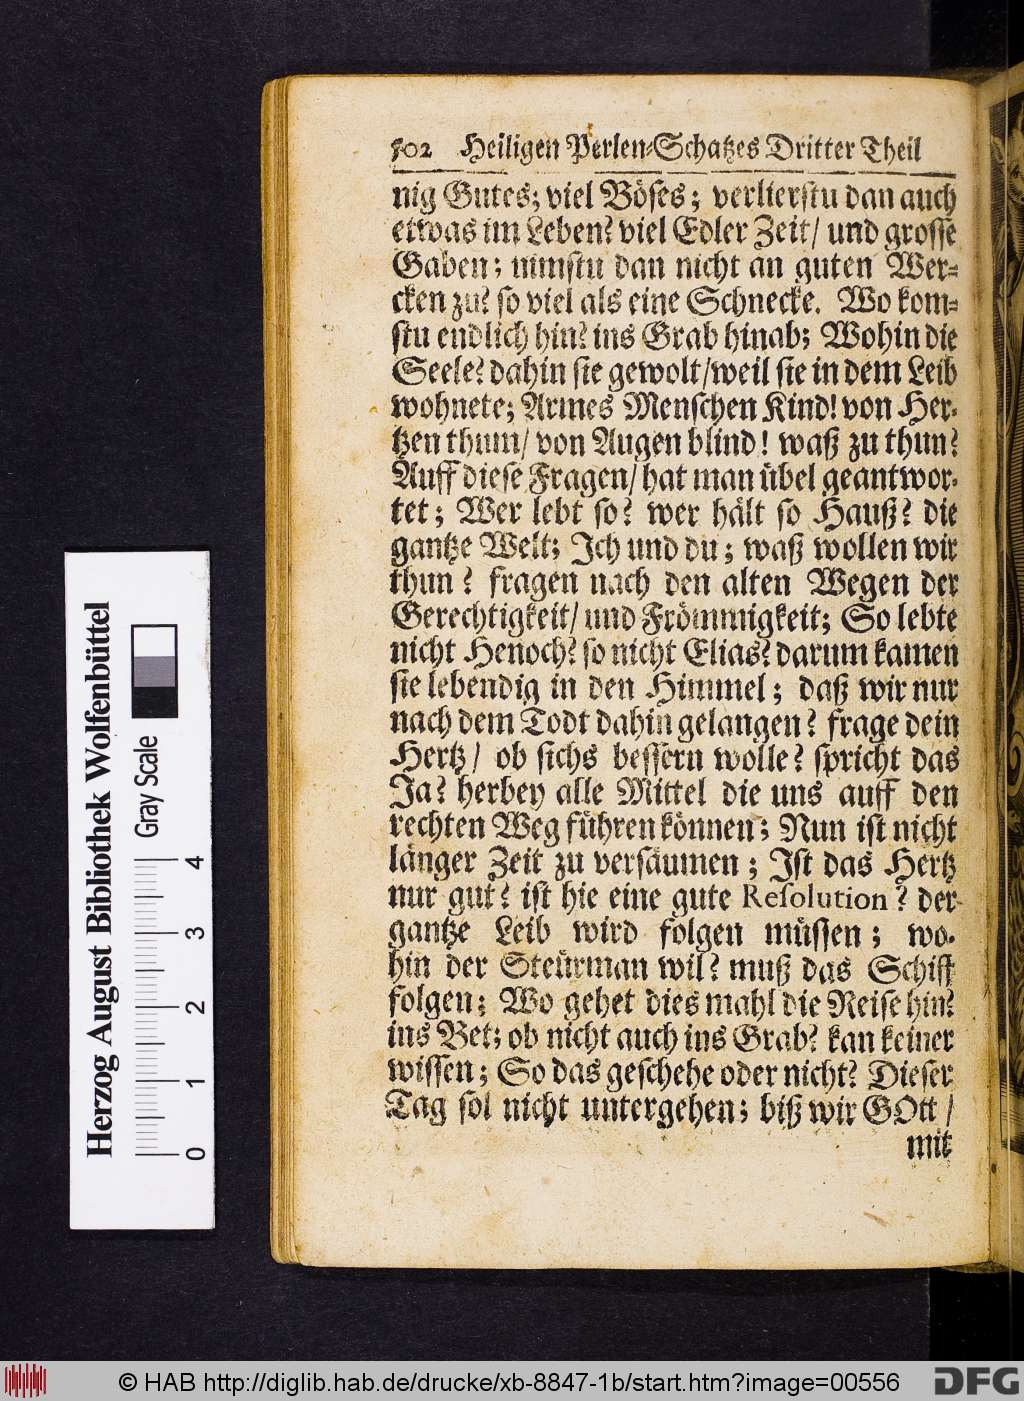 502 Heiligen Perlen-Schatzes Dritter Theil
nig Gutes; viel Böses; verlierstu dan auch
etwas im Leben? viel Edler Zeit/ und grosse
Gaben; nimstu dan nicht an guten Wer-
cken zu? so viel als eine Schnecke. Wo kom-
stu endlich hin? ins Grab hinab; Wohin die
Seele? dahin sie gewolt/weil sie in dem Leib
wohnete; Armes Menschen Kind! von Her-
tzen thum/ von Augen blind! waß zu thun?
Auff diese Fragen/ hat man übel geantwor-
tet; Wer lebt so? wer hält so Hauß? die
gantze Welt; Ich und du; waß wollen wir
thun? fragen nach den alten Wegen der
Gerechtigkeit/ und Frömmigkeit; So lebte
nicht Henoch? so nicht Elias? darum kamen
sie lebendig in den Himmel; daß wir nur
nach dem Todt dahin gelangen? frage dein
Hertz/ ob sichs bessern wolle? spricht das
Ja? herbey alle Mittel die uns auff den
rechten Weg führen können; Nun ist nicht
länger Zeit zu versäumen; Ist das Hertz
nur gut? ist hie eine gute Resolution? der
gantze Leib wird folgen müssen; wo-
hin der Steürman wil? muß das Schiff
folgen; Wo gehet dies mahl die Reise hin?
ins Bet; ob nicht auch ins Grab? kan keiner
wissen; So das geschehe oder nicht? Dieser
Tag sol nicht untergehen; biß wir GOtt/
mit
Herzog August Bibliothek Wolfenbüttel
Gray Scale
0 1 2 3 4
© HAB http://diglib.hab.de/drucke/xb-8847-1b/start.htm?image=00556
DFG